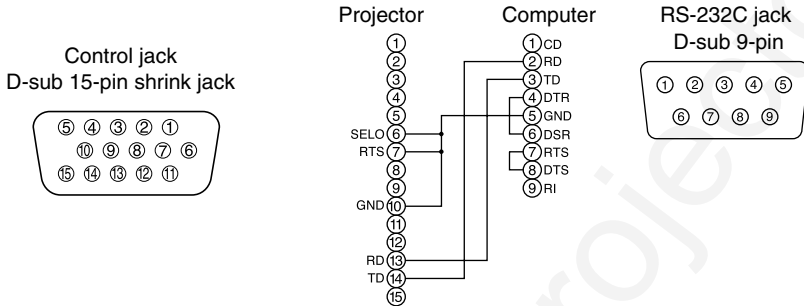 Control jack
D-sub 15-pin shrink jack
⑤ ④ ③ ② ①
⑩ ⑨ ⑧ ⑦ ⑥
⑮ ⑭ ⑬ ⑫ ⑪
Projector
①
②
③
④
⑤
SELO ⑥
RTS ⑦
⑧
⑨
GND ⑩
⑪
⑫
RD ⑬
TD ⑭
⑮
Computer
① CD
② RD
③ TD
④ DTR
⑤ GND
⑥ DSR
⑦ RTS
⑧ DTS
⑨ RI
RS-232C jack
D-sub 9-pin
① ② ③ ④ ⑤
⑥ ⑦ ⑧ ⑨